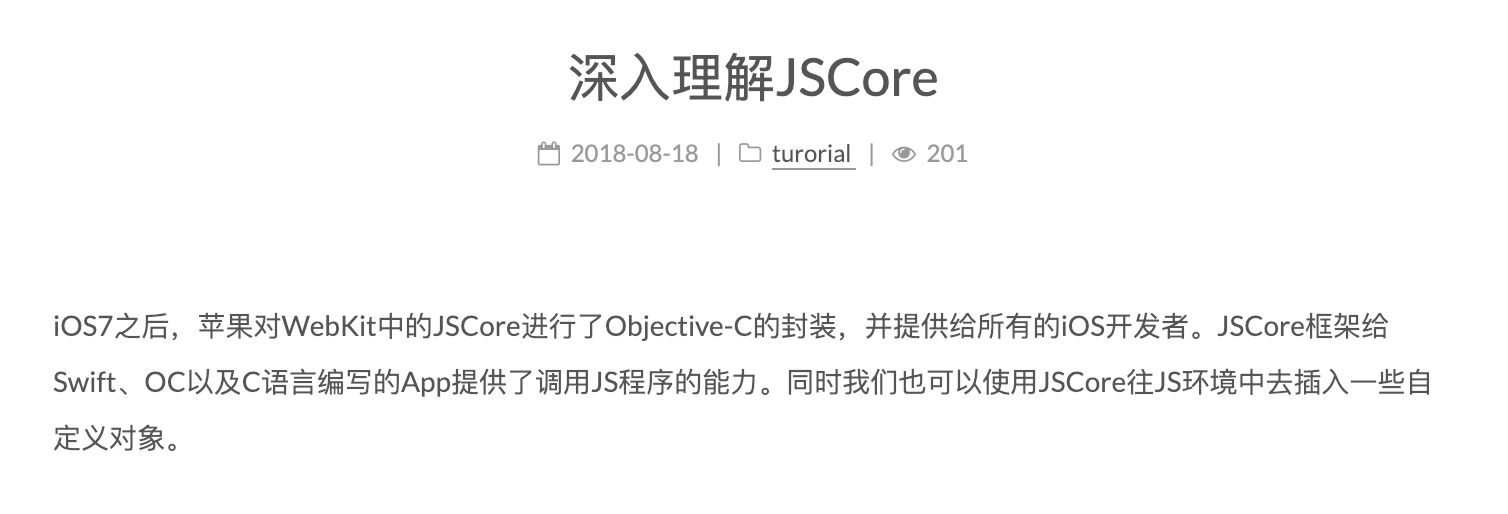 深入理解JSCore
2018-08-18 | turorial | 201
iOS7之后，苹果对WebKit中的JSCore进行了Objective-C的封装，并提供给所有的iOS开发者。JSCore框架给
Swift、OC以及C语言编写的App提供了调用JS程序的能力。同时我们也可以使用JSCore往JS环境中去插入一些自
定义对象。